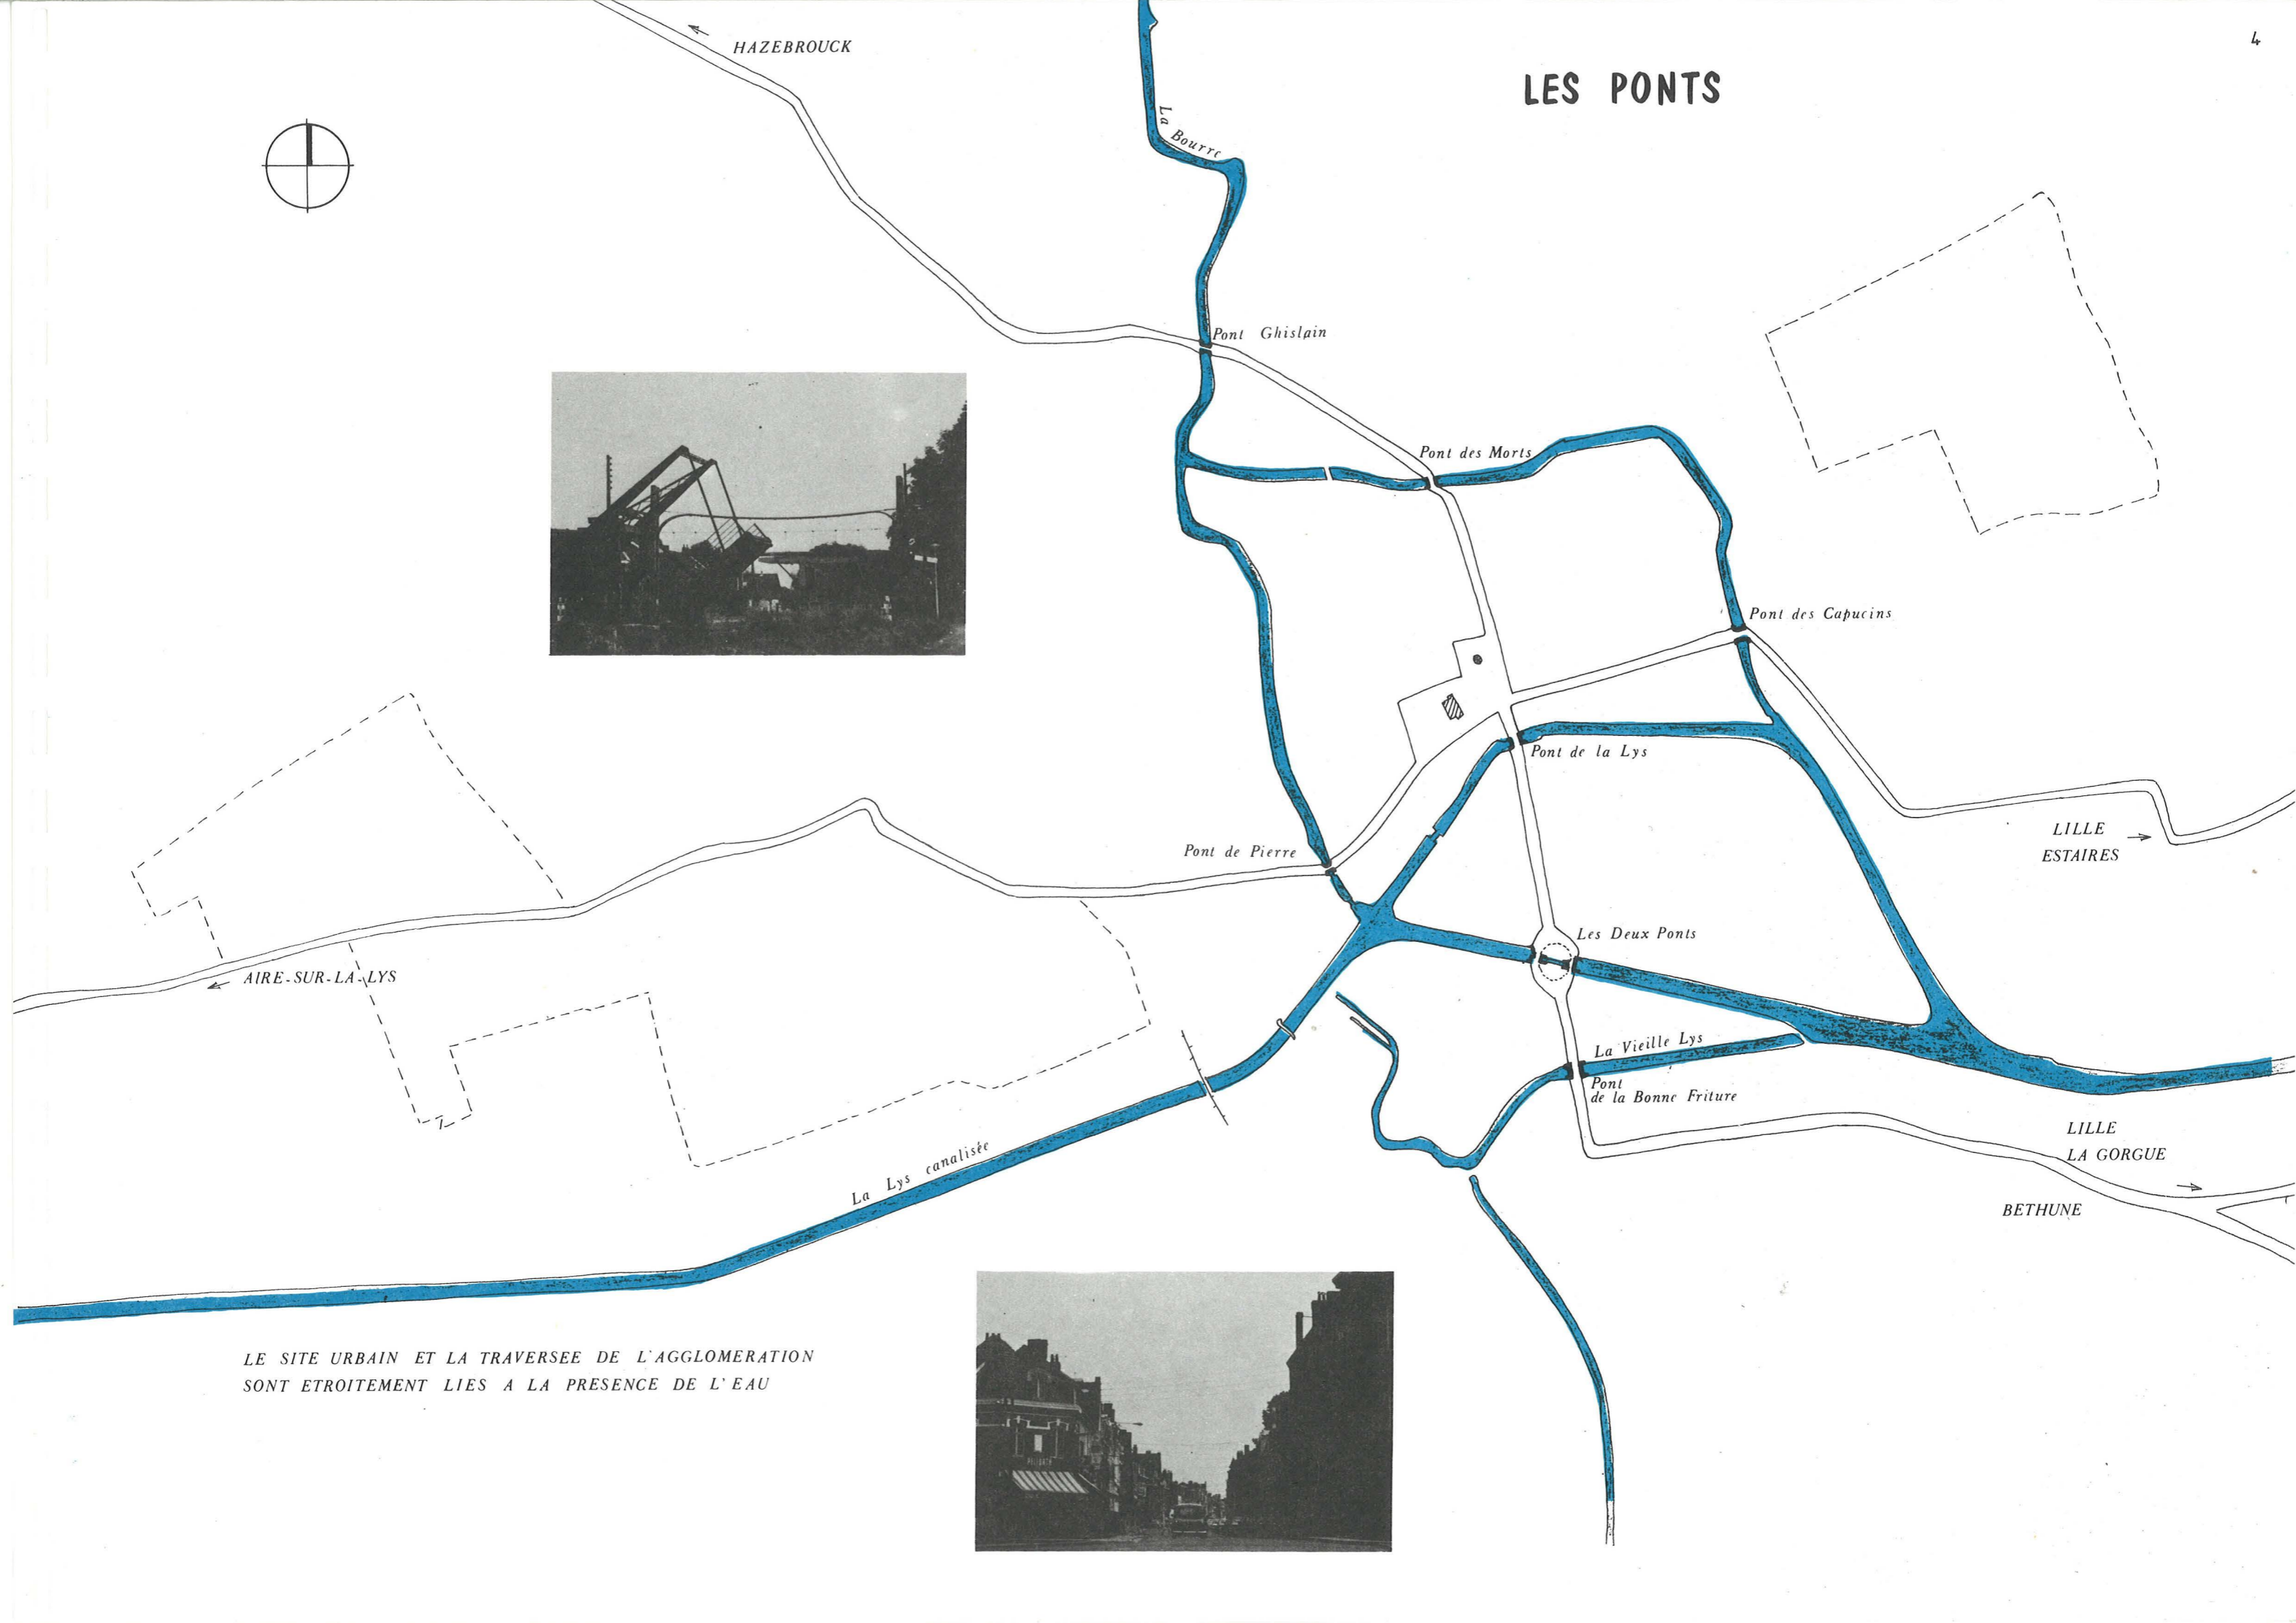 4
LES PONTS
HAZEBROUCK
La Bourre
Pont Ghislain
Pont des Morts
Pont des Capucins
Pont de la Lys
LILLE
ESTAIRES
Pont de Pierre
Les Deux Ponts
AIRE-SUR-LA-LYS
La Vieille Lys
Pont
de la Bonne Friture
LILLE
LA GORGUE
BETHUNE
La Lys canalisée
LE SITE URBAIN ET LA TRAVERSEE DE L'AGGLOMERATION
SONT ETROITEMENT LIES A LA PRESENCE DE L'EAU